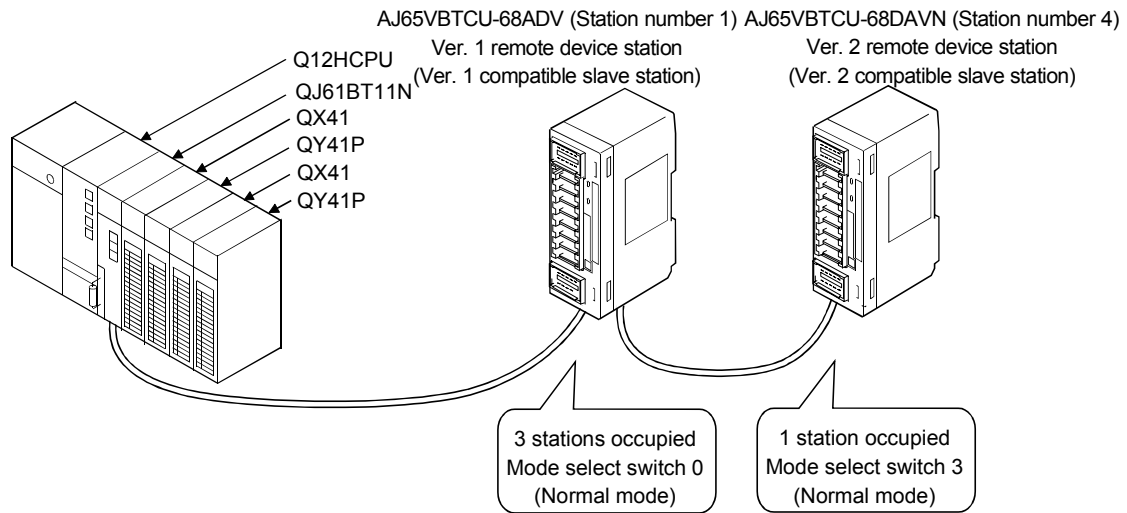 AJ65VBTCU-68ADV (Station number 1)
Ver. 1 remote device station
(Ver. 1 compatible slave station)
AJ65VBTCU-68DAVN (Station number 4)
Ver. 2 remote device station
(Ver. 2 compatible slave station)
Q12HCPU
QJ61BT11N
QX41
QY41P
QX41
QY41P
3 stations occupied
Mode select switch 0
(Normal mode)
1 station occupied
Mode select switch 3
(Normal mode)